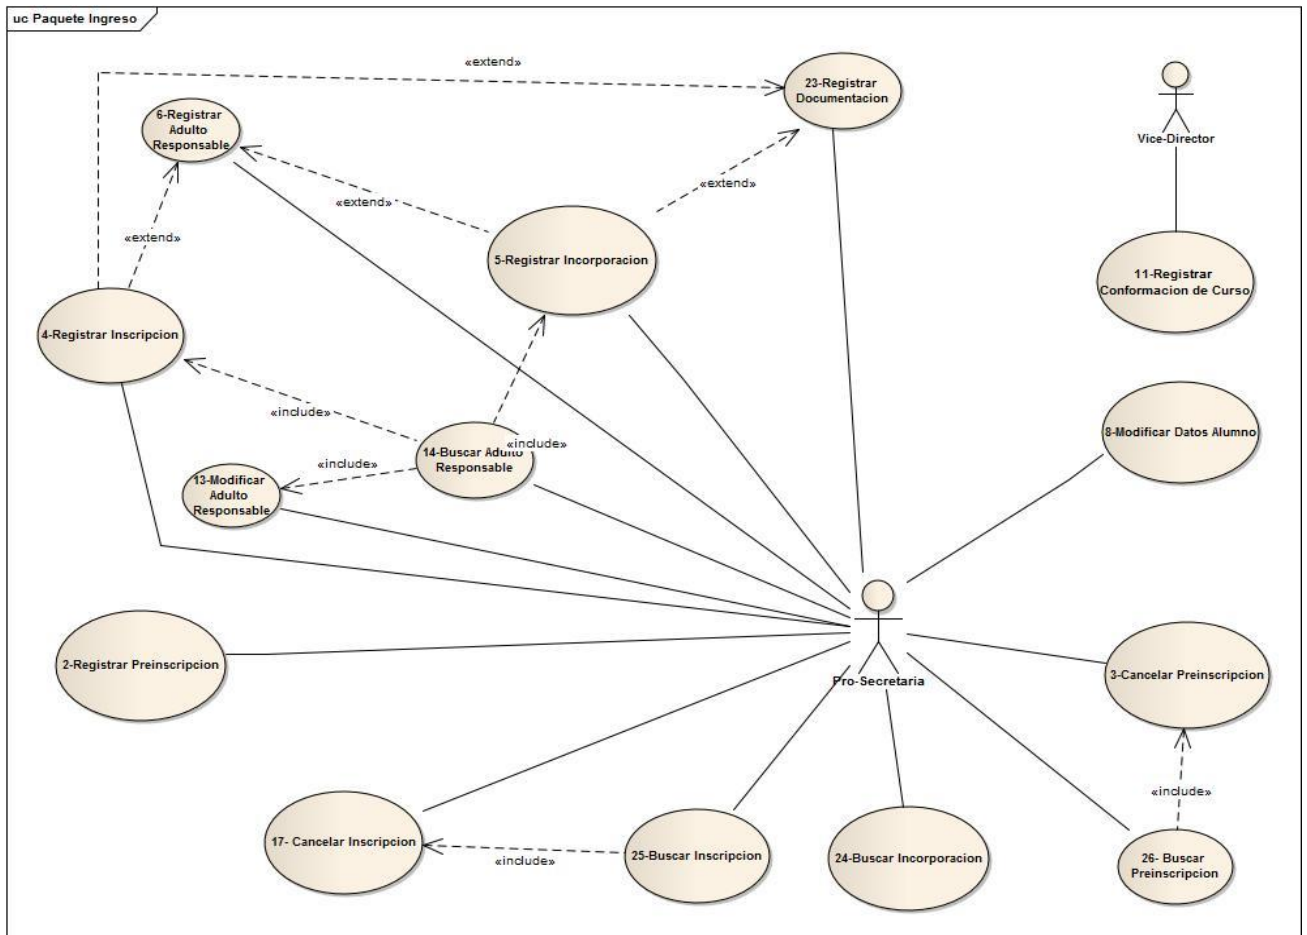 uc Paquete Ingreso
«extend»
23-Registrar
Documentacion
6-Registrar
Adulto
Responsable
Vice-Director
«extend»
«extend»
«extend»
5-Registrar Incorporacion
11-Registrar
Conformacion de Curso
4-Registrar Inscripcion
«include»
8-Modificar Datos Alumno
«include»
14-Buscar Adulto
Responsable
«include»
13-Modificar
Adulto
Responsable
2-Registrar Preinscripcion
Pro-Secretaria
3-Cancelar Preinscripcion
«include»
17- Cancelar Inscripcion
«include»
25-Buscar Inscripcion
24-Buscar Incorporacion
26- Buscar
Preinscripcion